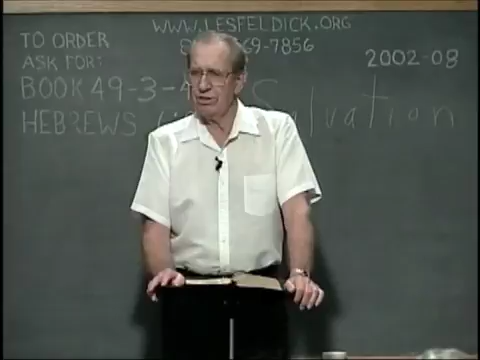 WWW.LESFELDICK.ORG
TO ORDER
ASK FOR:
69-7856
2002-08
BOOK 49-3-4
HEBREWS
Salvation